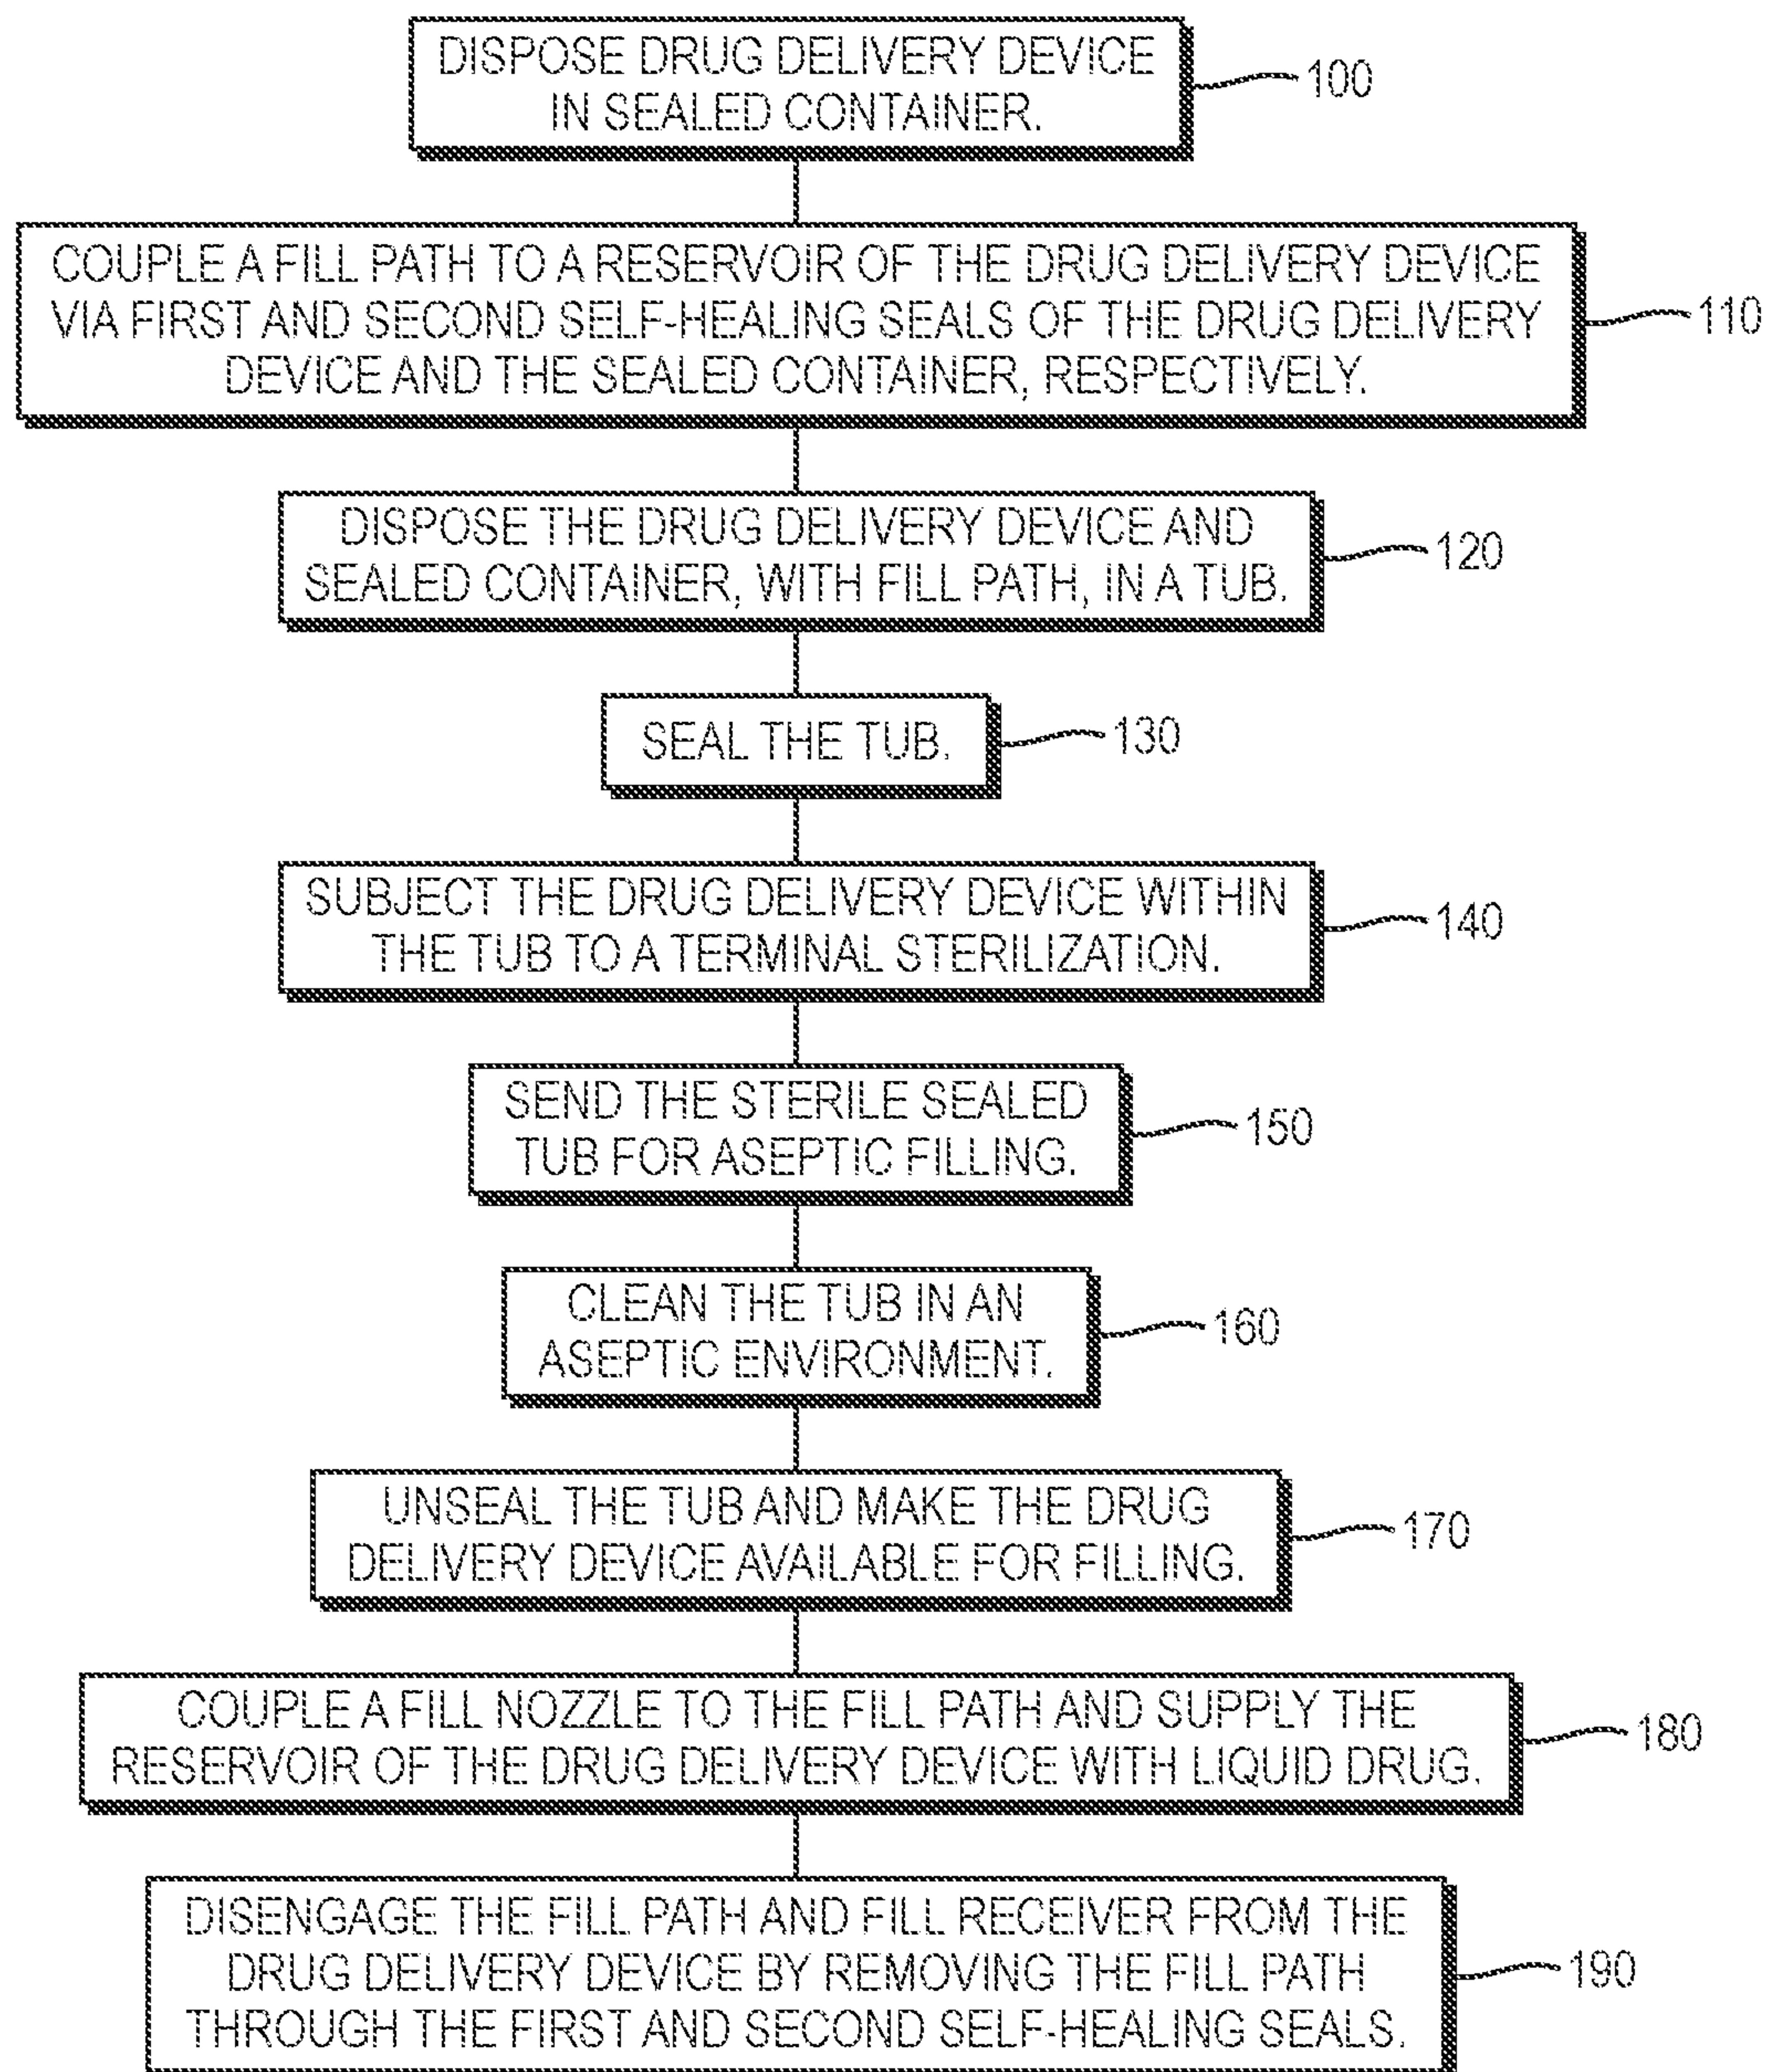 DISPOSE DRUG DELIVERY DEVICE
IN SEALED CONTAINER.
100
COUPLE A FILL PATH TO A RESERVOIR OF THE DRUG DELIVERY DEVICE
VIA FIRST AND SECOND SELF-HEALING SEALS OF THE DRUG DELIVERY
DEVICE AND THE SEALED CONTAINER, RESPECTIVELY.
110
DISPOSE THE DRUG DELIVERY DEVICE AND
SEALED CONTAINER, WITH FILL PATH, IN A TUB.
120
SEAL THE TUB.
130
SUBJECT THE DRUG DELIVERY DEVICE WITHIN
THE TUB TO A TERMINAL STERILIZATION.
140
SEND THE STERILE SEALED
TUB FOR ASEPTIC FILLING.
150
CLEAN THE TUB IN AN
ASEPTIC ENVIRONMENT.
160
UNSEAL THE TUB AND MAKE THE DRUG
DELIVERY DEVICE AVAILABLE FOR FILLING.
170
COUPLE A FILL NOZZLE TO THE FILL PATH AND SUPPLY THE
RESERVOIR OF THE DRUG DELIVERY DEVICE WITH LIQUID DRUG.
180
DISENGAGE THE FILL PATH AND FILL RECEIVER FROM THE
DRUG DELIVERY DEVICE BY REMOVING THE FILL PATH
THROUGH THE FIRST AND SECOND SELF-HEALING SEALS.
190